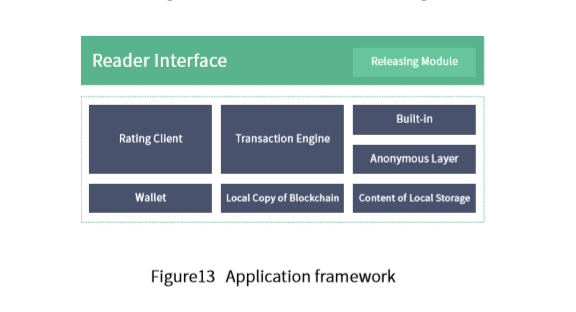 Reader Interface
Releasing Module
Rating Client
Transaction Engine
Built-in
Anonymous Layer
Wallet
Local Copy of Blockchain
Content of Local Storage
Figure13 Application framework